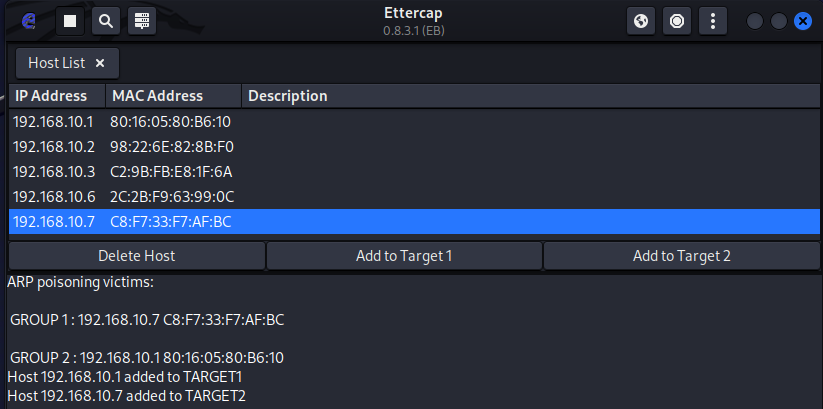 Ettercap
0.8.3.1 (EB)
Host List ×
IP Address MAC Address Description
192.168.10.1 80:16:05:80:B6:10
192.168.10.2 98:22:6E:82:8B:F0
192.168.10.3 C2:9B:FB:E8:1F:6A
192.168.10.6 2C:2B:F9:63:99:0C
192.168.10.7 C8:F7:33:F7:AF:BC
Delete Host Add to Target 1 Add to Target 2
ARP poisoning victims:
GROUP 1 : 192.168.10.7 C8:F7:33:F7:AF:BC
GROUP 2 : 192.168.10.1 80:16:05:80:B6:10
Host 192.168.10.1 added to TARGET1
Host 192.168.10.7 added to TARGET2